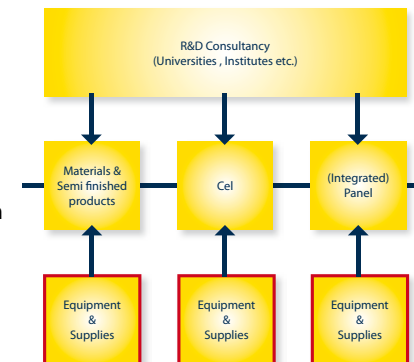 R&D Consultancy
(Universities , Institutes etc.)
Materials &
Semi finished
products
Cel
(Integrated)
Panel
Equipment
&
Supplies
Equipment
&
Supplies
Equipment
&
Supplies